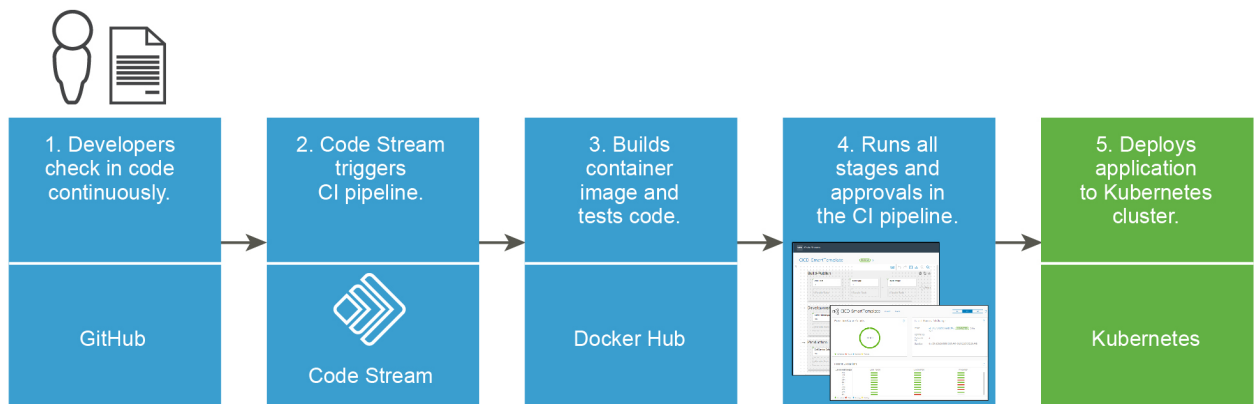 1. Developers
check in code
continuously.
GitHub
2. Code Stream
triggers
CI pipeline.
Code Stream
3. Builds
container
image and
tests code.
Docker Hub
4. Runs all
stages and
approvals in
the CI pipeline.
5. Deploys
application
to Kubernetes
cluster.
Kubernetes